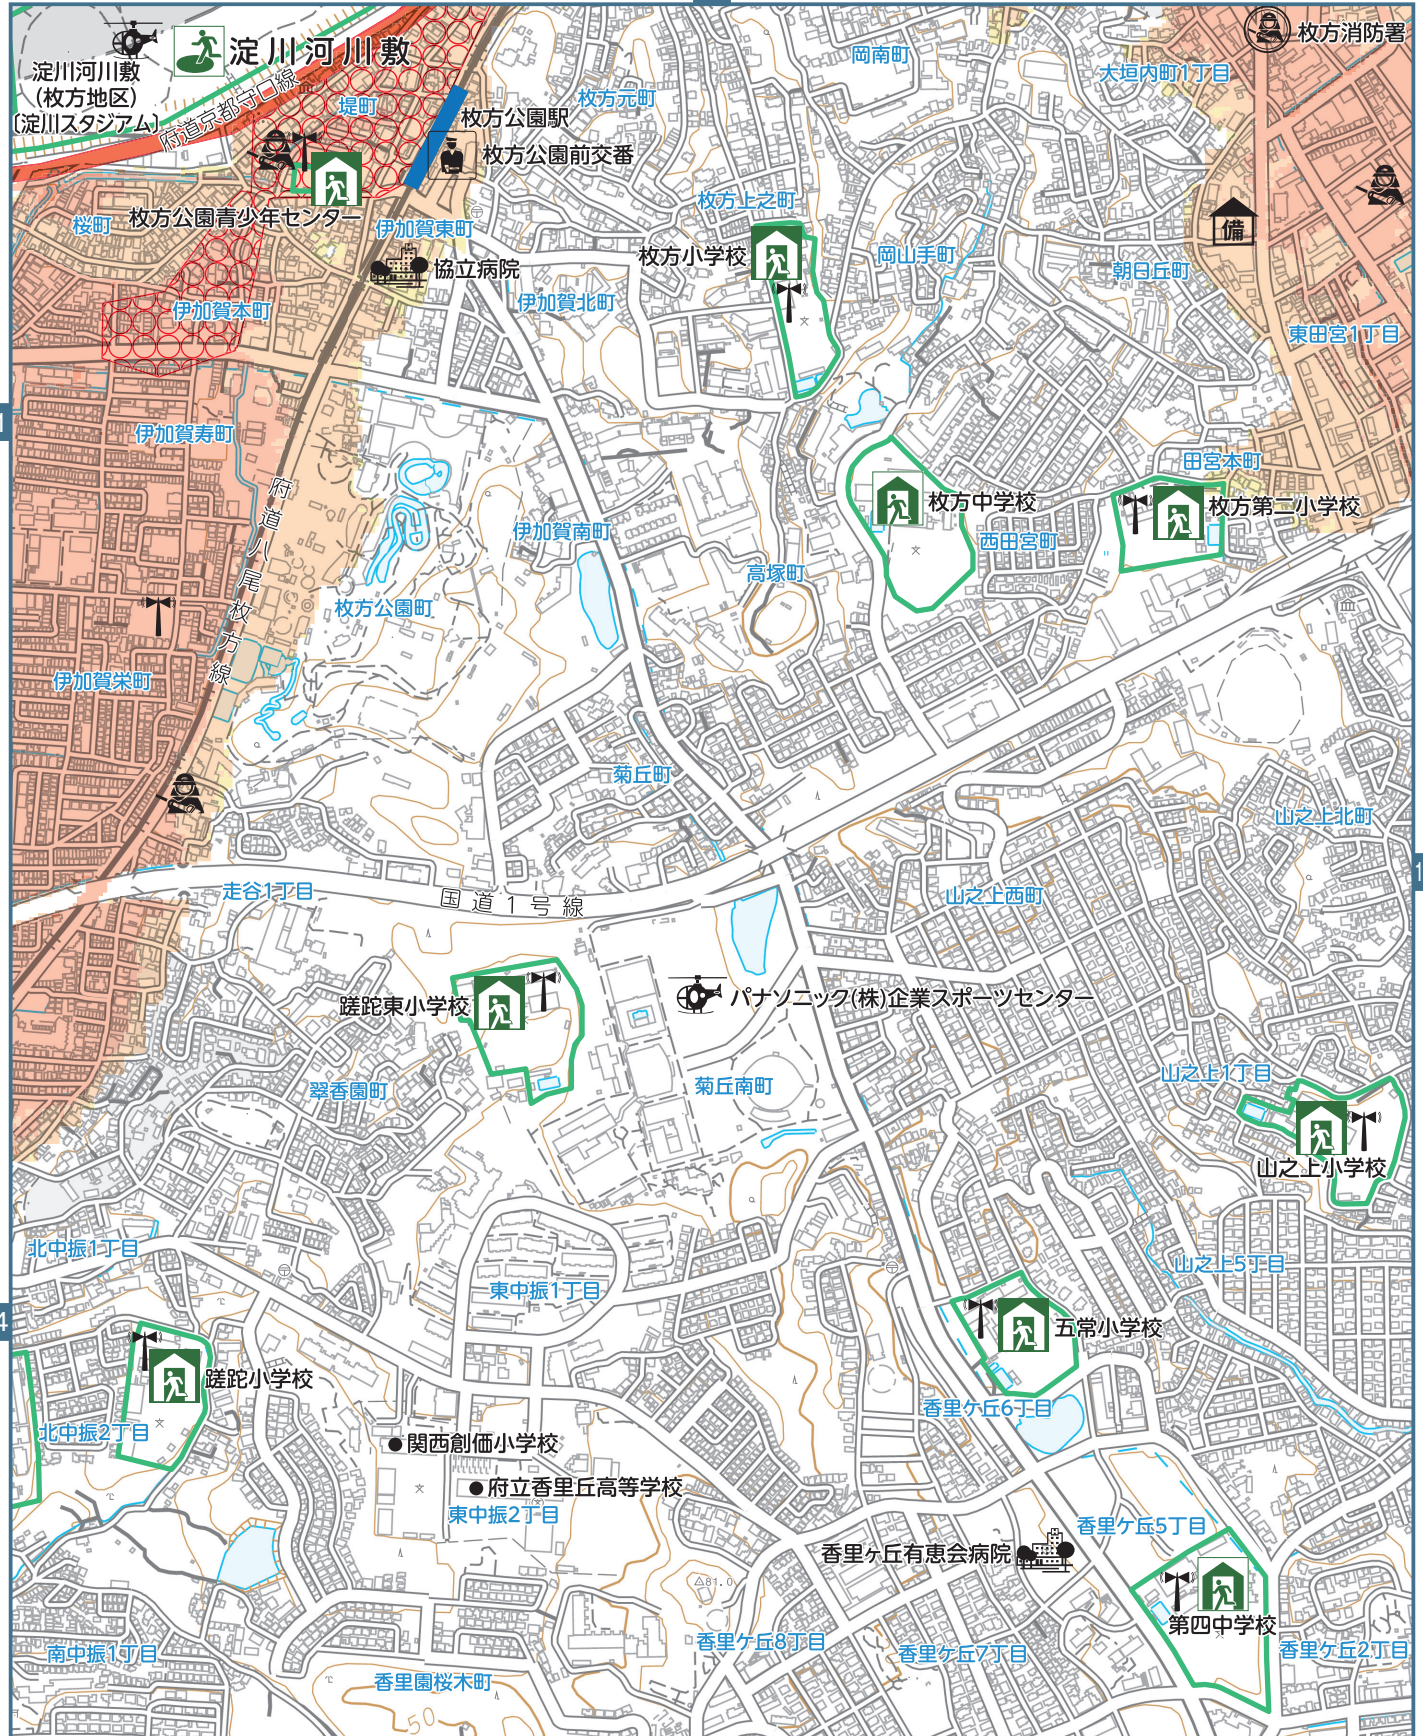 枚方消防署
淀川河川敷
岡南町
大垣内町1丁目
淀川河川敷
(枚方地区)
〔淀川スタジアム〕
府道京都守口線
堤町
枚方元町
枚方公園駅
枚方公園前交番
枚方上之町
桜町
枚方公園青少年センター
伊加賀東町
備
枚方小学校
岡山手町
朝日丘町
協立病院
伊加賀北町
伊加賀本町
東田宮1丁目
伊加賀寿町
田宮本町
府道八尾枚方線
枚方中学校
枚方第二小学校
伊加賀南町
西田宮町
高塚町
枚方公園町
伊加賀栄町
菊丘町
山之上北町
走谷1丁目
国道1号線
山之上西町
蹉跎東小学校
パナソニック(株)企業スポーツセンター
翠香園町
菊丘南町
山之上1丁目
山之上小学校
北中振1丁目
山之上5丁目
東中振1丁目
五常小学校
蹉跎小学校
香里ケ丘6丁目
北中振2丁目
関西創価小学校
府立香里丘高等学校
東中振2丁目
香里ケ丘5丁目
香里ヶ丘有恵会病院
81.0
第四中学校
香里ケ丘8丁目
香里ケ丘7丁目
香里ケ丘2丁目
南中振1丁目
香里園桜木町
50